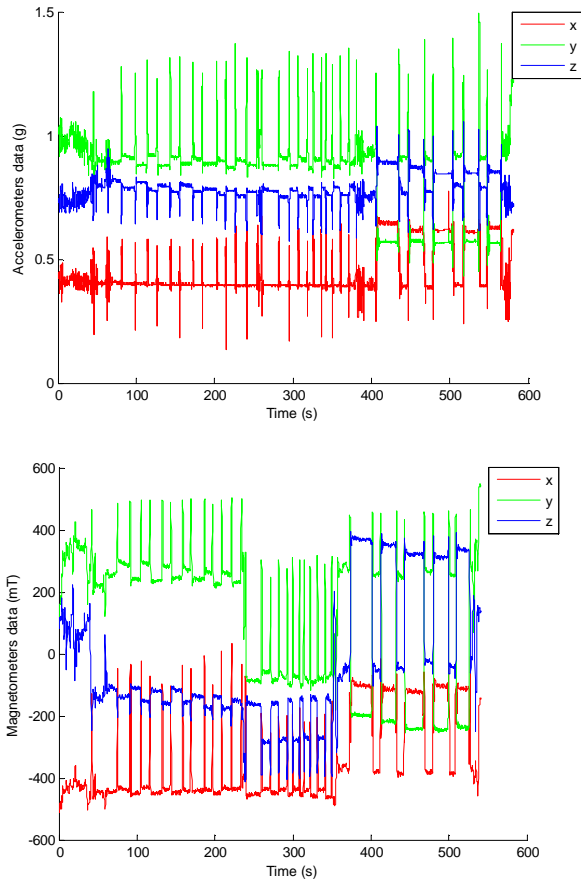 1.5
1
0.5
0
0 100 200 300 400 500 600
Time (s)
Accelerometers data (g)
x
y
z
600
400
200
0
-200
-400
-600
0 100 200 300 400 500 600
Time (s)
Magnetometers data (mT)
x
y
z